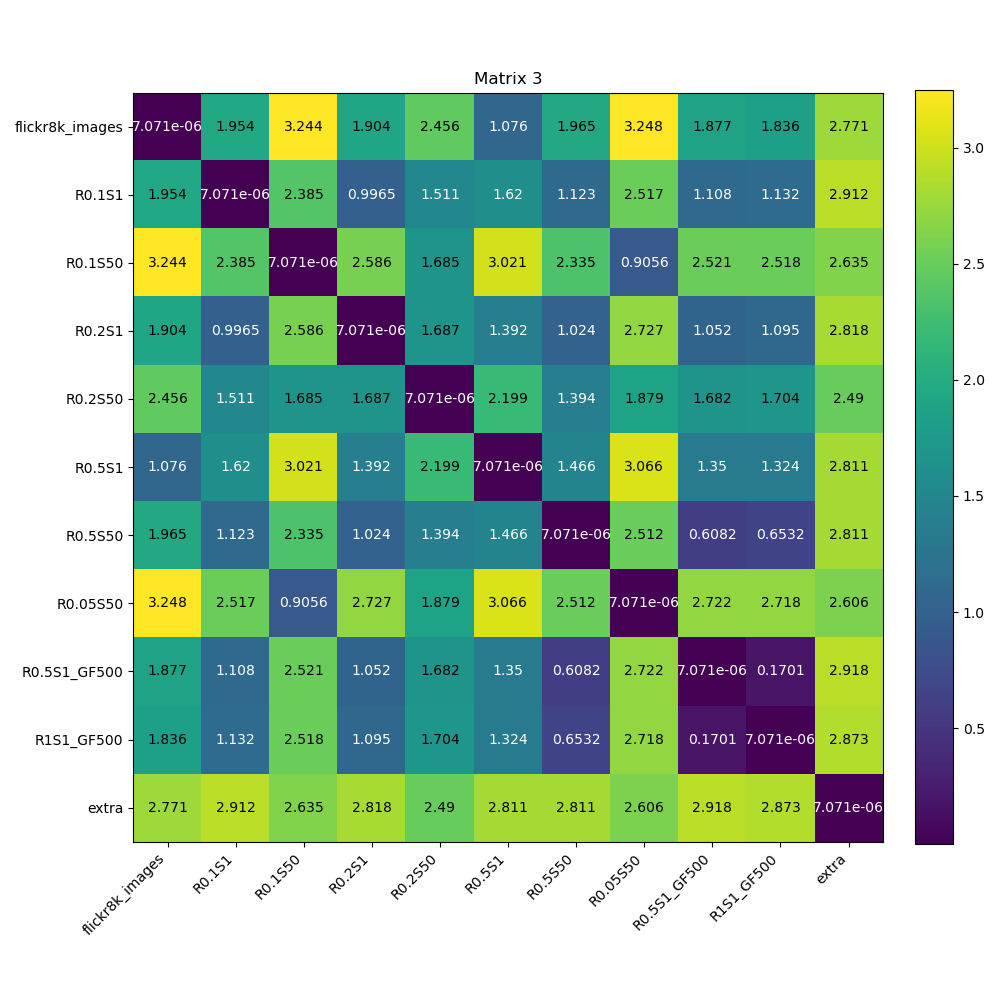 Matrix 3
flickr8k_images 7.071e-06 1.954 3.244 1.904 2.456 1.076 1.965 3.248 1.877 1.836 2.771
R0.1S1 1.954 7.071e-06 2.385 0.9965 1.511 1.62 1.123 2.517 1.108 1.132 2.912
R0.1S50 3.244 2.385 7.071e-06 2.586 1.685 3.021 2.335 0.9056 2.521 2.518 2.635
R0.2S1 1.904 0.9965 2.586 7.071e-06 1.687 1.392 1.024 2.727 1.052 1.095 2.818
R0.2S50 2.456 1.511 1.685 1.687 7.071e-06 2.199 1.394 1.879 1.682 1.704 2.49
R0.5S1 1.076 1.62 3.021 1.392 2.199 7.071e-06 1.466 3.066 1.35 1.324 2.811
R0.5S50 1.965 1.123 2.335 1.024 1.394 1.466 7.071e-06 2.512 0.6082 0.6532 2.811
R0.05S50 3.248 2.517 0.9056 2.727 1.879 3.066 2.512 7.071e-06 2.722 2.718 2.606
R0.5S1_GF500 1.877 1.108 2.521 1.052 1.682 1.35 0.6082 2.722 7.071e-06 0.1701 2.918
R1S1_GF500 1.836 1.132 2.518 1.095 1.704 1.324 0.6532 2.718 0.1701 7.071e-06 2.873
extra 2.771 2.912 2.635 2.818 2.49 2.811 2.811 2.606 2.918 2.873 7.071e-06
flickr8k_images
R0.1S1
R0.1S50
R0.2S1
R0.2S50
R0.5S1
R0.5S50
R0.05S50
R0.5S1_GF500
R1S1_GF500
extra
3.0
2.5
2.0
1.5
1.0
0.5